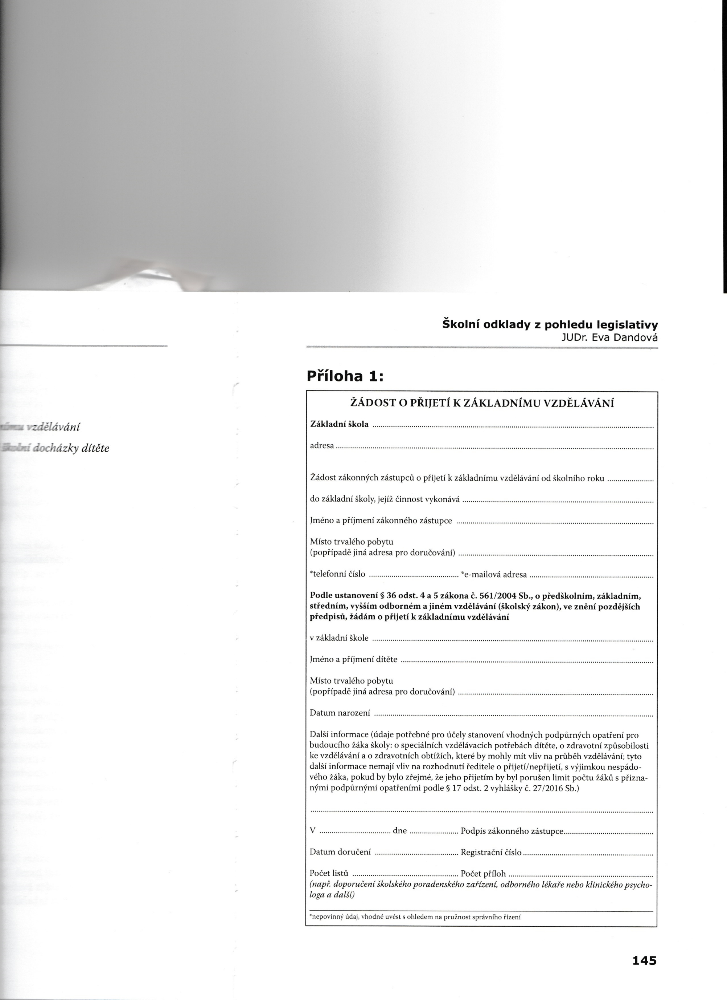 Školní odklady z pohledu legislativy
JUDr. Eva Dandová
vzdělávání
docházky dítěte
Příloha 1:
ŽÁDOST O PŘIJETÍ K ZÁKLADNÍMU VZDĚLÁVÁNÍ
Základní škola ....................
adresa ....................
Žádost zákonných zástupců o přijetí k základnímu vzdělávání od školního roku ....................
do základní školy, jejíž činnost vykonává ....................
Jméno a příjmení zákonného zástupce ....................
Místo trvalého pobytu
(popřípadě jiná adresa pro doručování) ....................
*telefonní číslo .................... *e-mailová adresa ....................
Podle ustanovení § 36 odst. 4 a 5 zákona č. 561/2004 Sb., o předškolním, základním,
středním, vyšším odborném a jiném vzdělávání (školský zákon), ve znění pozdějších
předpisů, žádám o přijetí k základnímu vzdělávání
v základní škole ....................
Jméno a příjmení dítěte ....................
Místo trvalého pobytu
(popřípadě jiná adresa pro doručování) ....................
Datum narození ....................
Další informace (údaje potřebné pro účely stanovení vhodných podpůrných opatření pro
budoucího žáka školy: o speciálních vzdělávacích potřebách dítěte, o zdravotní způsobilosti
ke vzdělávání a o zdravotních obtížích, které by mohly mít vliv na průběh vzdělávání; tyto
další informace nemají vliv na rozhodnutí ředitele o přijetí/nepřijetí, s výjimkou nespádo-
vého žáka, pokud by bylo zřejmé, že jeho přijetím by byl porušen limit počtu žáků s přizna-
nými podpůrnými opatřeními podle § 17 odst. 2 vyhlášky č. 27/2016 Sb.)
....................
V .................... dne .................... Podpis zákonného zástupce....................
Datum doručení .................... Registrační číslo ....................
Počet listů .................... Počet příloh ....................
(např. doporučení školského poradenského zařízení, odborného lékaře nebo klinického psycho-
loga a další)
*nepovinný údaj, vhodné uvést s ohledem na pružnost správního řízení
145